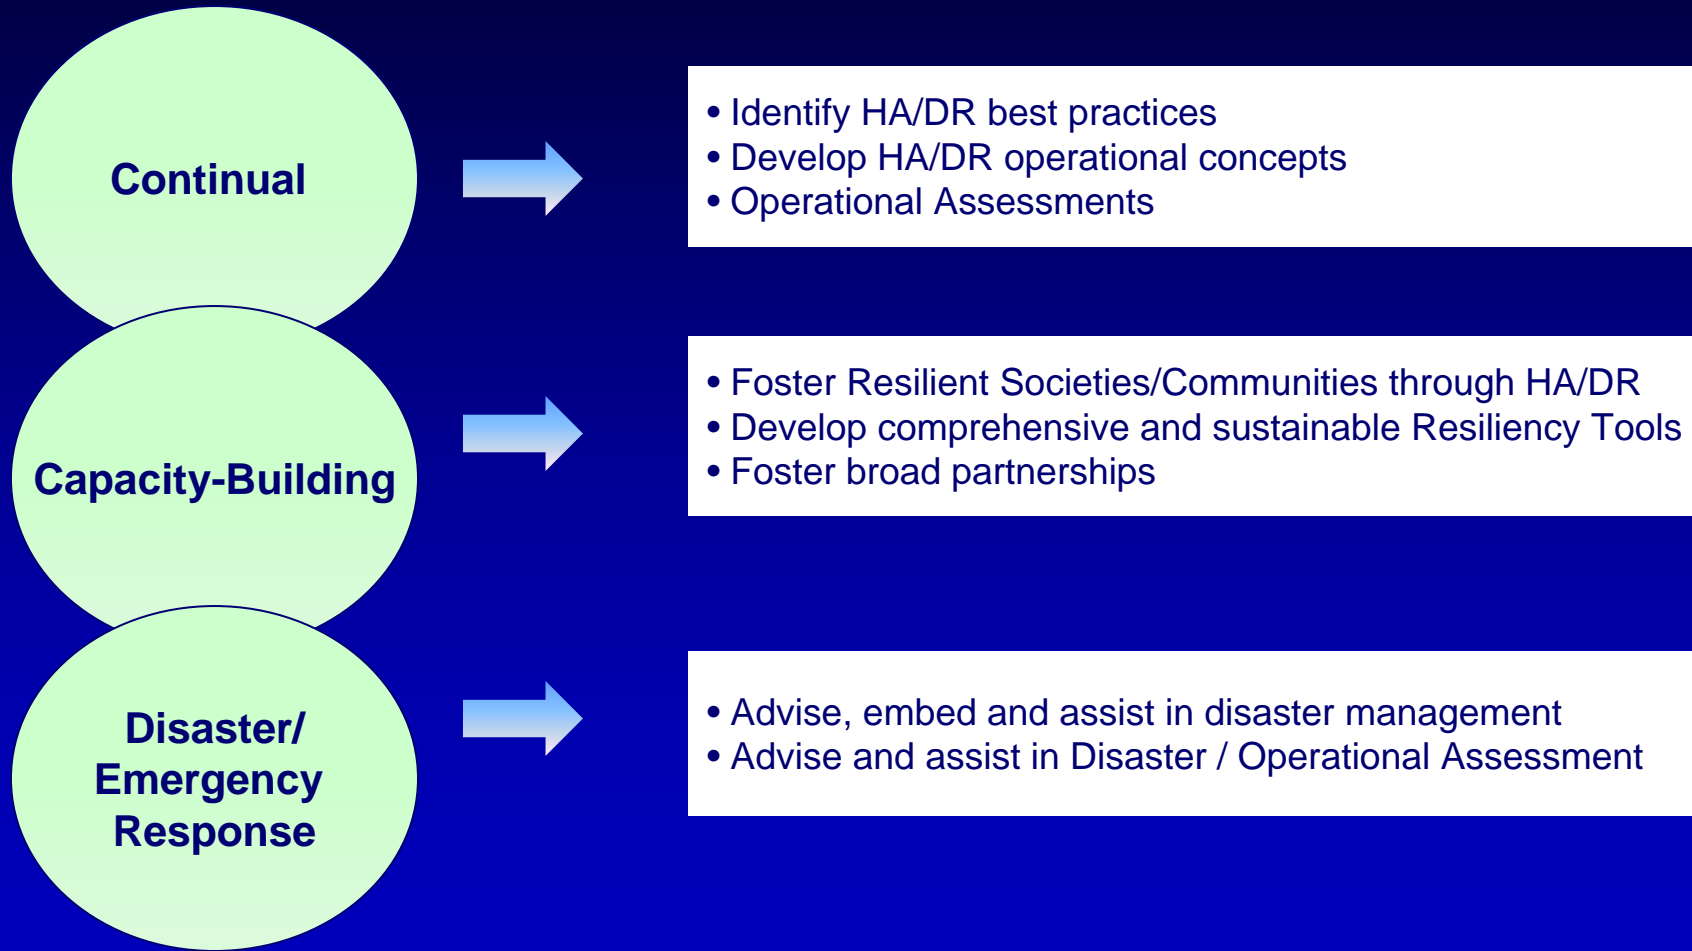 Continual
• Identify HA/DR best practices
• Develop HA/DR operational concepts
• Operational Assessments
Capacity-Building
• Foster Resilient Societies/Communities through HA/DR
• Develop comprehensive and sustainable Resiliency Tools
• Foster broad partnerships
Disaster/
Emergency
Response
• Advise, embed and assist in disaster management
• Advise and assist in Disaster / Operational Assessment